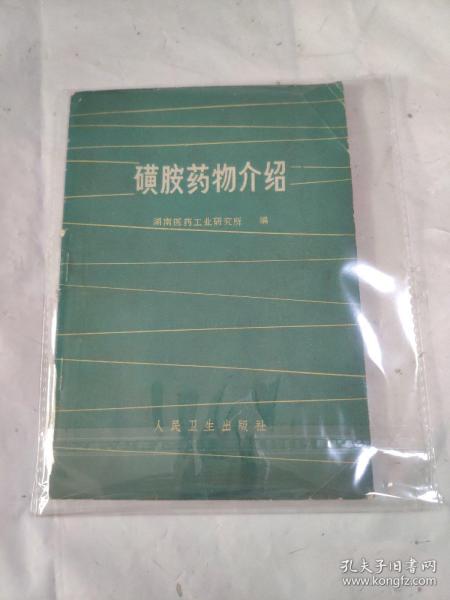 磺胺药物介绍
湖南医药工业研究所 编
人民卫生出版社
孔夫子旧书网
www.kongfz.com